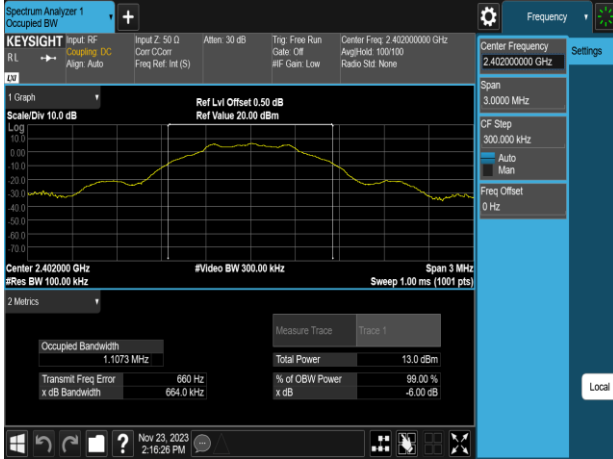 Spectrum Analyzer 1
Occupied BW
Frequency
KEYSIGHT
Input: RF
Coupling: DC
Align: Auto
Input Z: 50 Ω
Corr CCorr
Freq Ref: Int (S)
Atten: 30 dB
Trig: Free Run
Gate: Off
#IF Gain: Low
Center Freq: 2.402000000 GHz
Avg|Hold: 100/100
Radio Std: None
R L
LXI
Center Frequency
2.402000000 GHz
Settings
Span
3.0000 MHz
CF Step
300.000 kHz
Auto
Man
Freq Offset
0 Hz
Local
1 Graph
Scale/Div 10.0 dB
Ref Lvl Offset 0.50 dB
Ref Value 20.00 dBm
Log
10.0
0.00
-10.0
-20.0
-30.0
-40.0
-50.0
-60.0
-70.0
Center 2.402000 GHz
#Video BW 300.00 kHz
Span 3 MHz
#Res BW 100.00 kHz
Sweep 1.00 ms (1001 pts)
2 Metrics
Measure Trace
Trace 1
Occupied Bandwidth
1.1073 MHz
Total Power
13.0 dBm
Transmit Freq Error
660 Hz
% of OBW Power
99.00 %
x dB Bandwidth
664.0 kHz
x dB
-6.00 dB
?
Nov 23, 2023
2:16:26 PM